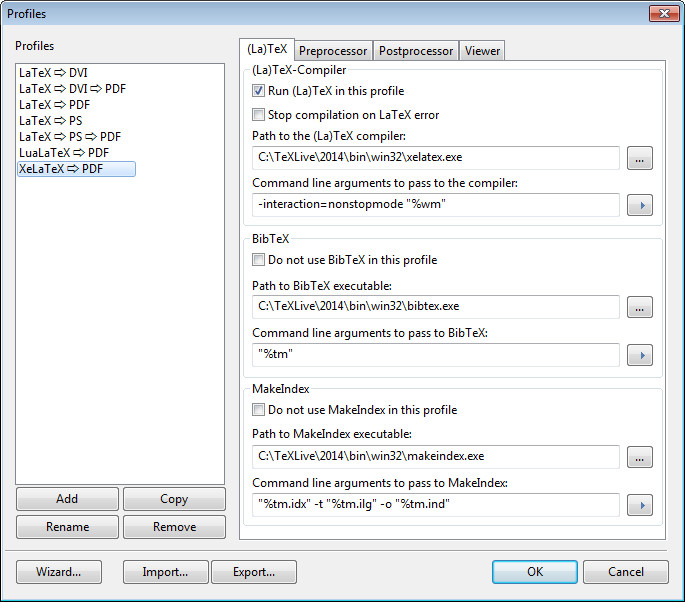 Profiles
Profiles
LaTeX ⇨ DVI
LaTeX ⇨ DVI ⇨ PDF
LaTeX ⇨ PDF
LaTeX ⇨ PS
LaTeX ⇨ PS ⇨ PDF
LuaLaTeX ⇨ PDF
XeLaTeX ⇨ PDF
Add Copy
Rename Remove
(La)TeX Preprocessor Postprocessor Viewer
(La)TeX-Compiler
Run (La)TeX in this profile
Stop compilation on LaTeX error
Path to the (La)TeX compiler:
C:\TeXLive\2014\bin\win32\xelatex.exe ...
Command line arguments to pass to the compiler:
-interaction=nonstopmode "%wm"
BibTeX
Do not use BibTeX in this profile
Path to BibTeX executable:
C:\TeXLive\2014\bin\win32\bibtex.exe ...
Command line arguments to pass to BibTeX:
"%tm"
MakeIndex
Do not use MakeIndex in this profile
Path to MakeIndex executable:
C:\TeXLive\2014\bin\win32\makeindex.exe ...
Command line arguments to pass to MakeIndex:
"%tm.idx" -t "%tm.ilg" -o "%tm.ind"
Wizard... Import... Export... OK Cancel